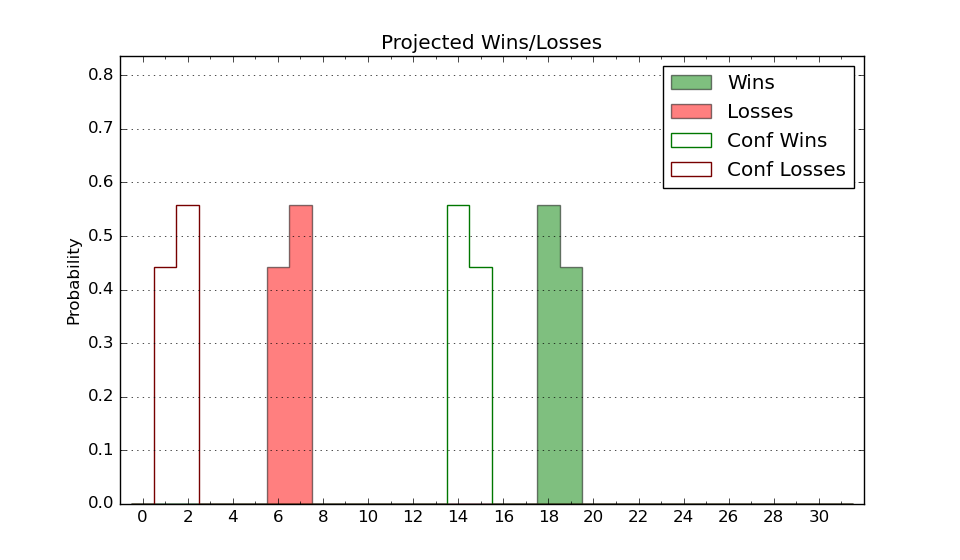 Projected Wins/Losses
0.8
0.7
0.6
0.5
0.4
0.3
0.2
0.1
0.0
Probability
Wins
Losses
Conf Wins
Conf Losses
0 2 4 6 8 10 12 14 16 18 20 22 24 26 28 30